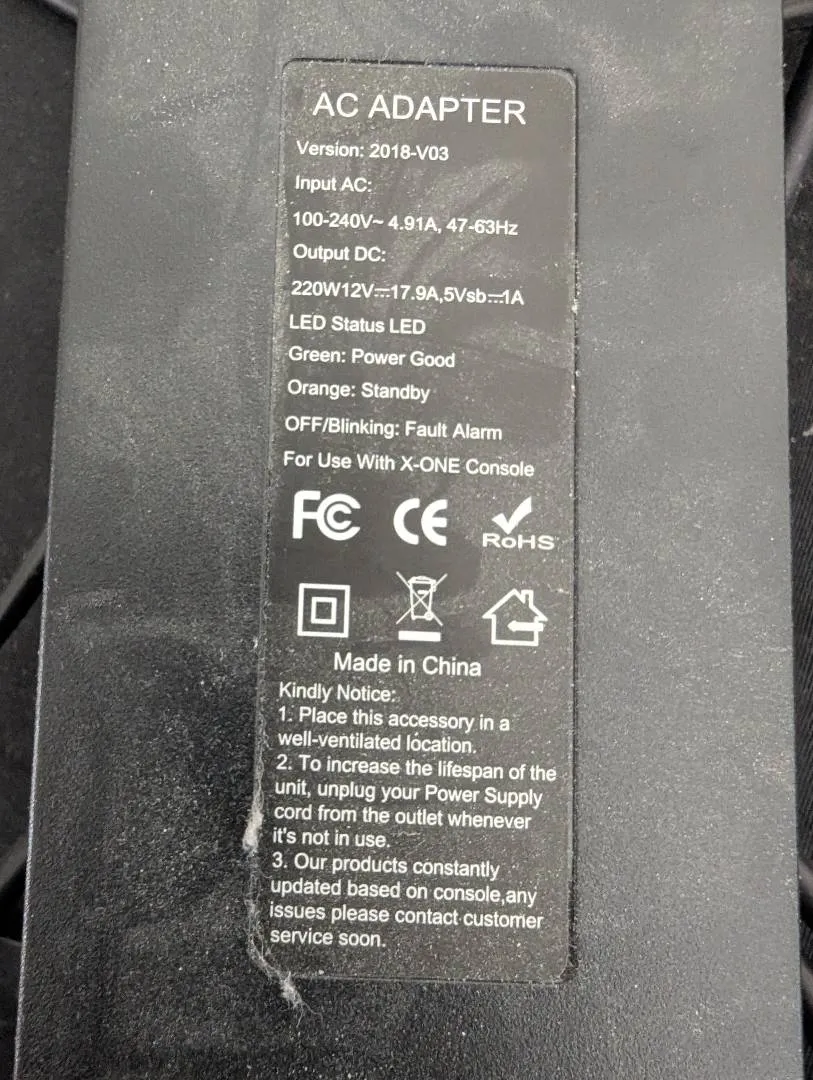 AC ADAPTER
Version: 2018-V03
Input AC:
100-240V~ 4.91A, 47-63Hz
Output DC:
220W12V⎓17.9A,5Vsb⎓1A
LED Status LED
Green: Power Good
Orange: Standby
OFF/Blinking: Fault Alarm
For Use With X-ONE Console
FC CE RoHS
Made in China
Kindly Notice:
1. Place this accessory in a
well-ventilated location.
2. To increase the lifespan of the
unit, unplug your Power Supply
cord from the outlet whenever
it's not in use.
3. Our products constantly
updated based on console,any
issues please contact customer
service soon.